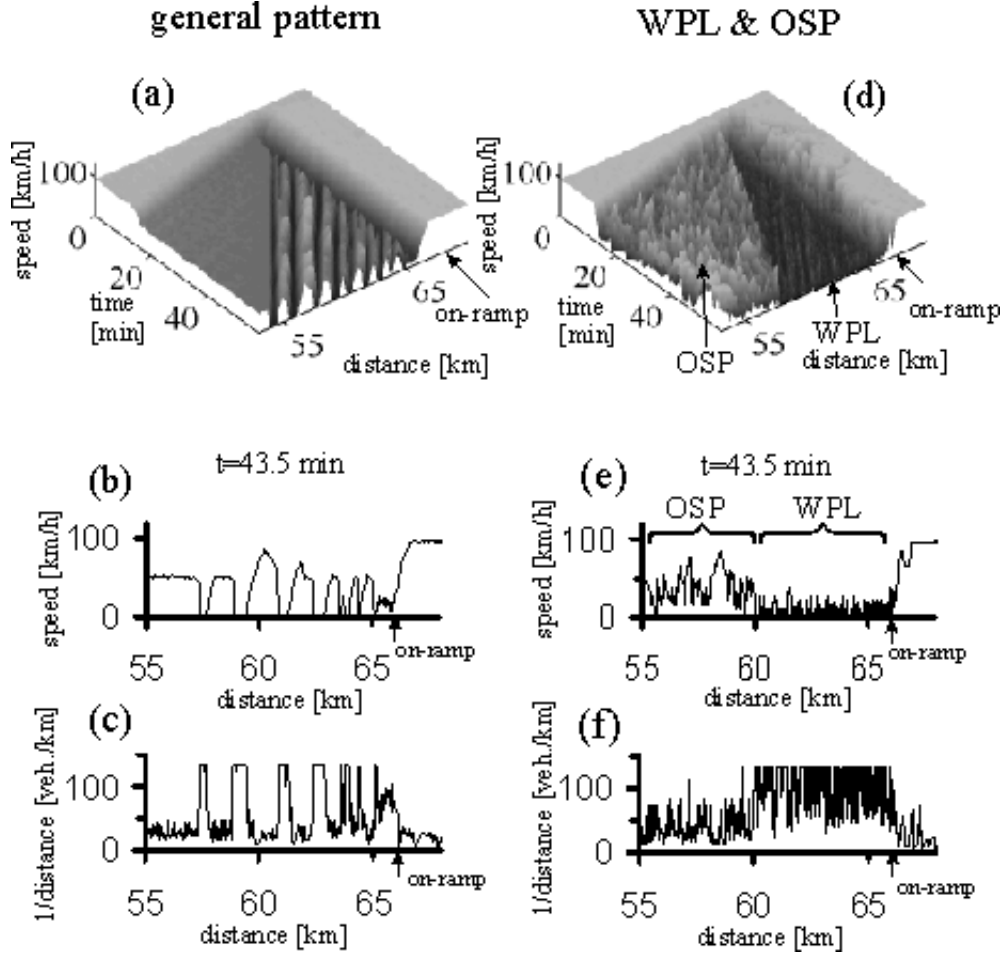 general pattern
WPL & OSP
(a)
speed [km/h]
100
0
20
40
time
[min]
55
65
on-ramp
distance [km]
(d)
speed [km/h]
100
0
20
40
time
[min]
55
65
on-ramp
WPL
OSP
distance [km]
(b)
t=43.5 min
speed [km/h]
100
0
on-ramp
55 60 65
distance [km]
(e)
t=43.5 min
OSP WPL
speed [km/h]
100
0
on-ramp
55 60 65
distance [km]
(c)
1/distance [veh./km]
100
0
on-ramp
55 60 65
distance [km]
(f)
1/distance [veh./km]
100
0
on-ramp
55 60 65
distance [km]